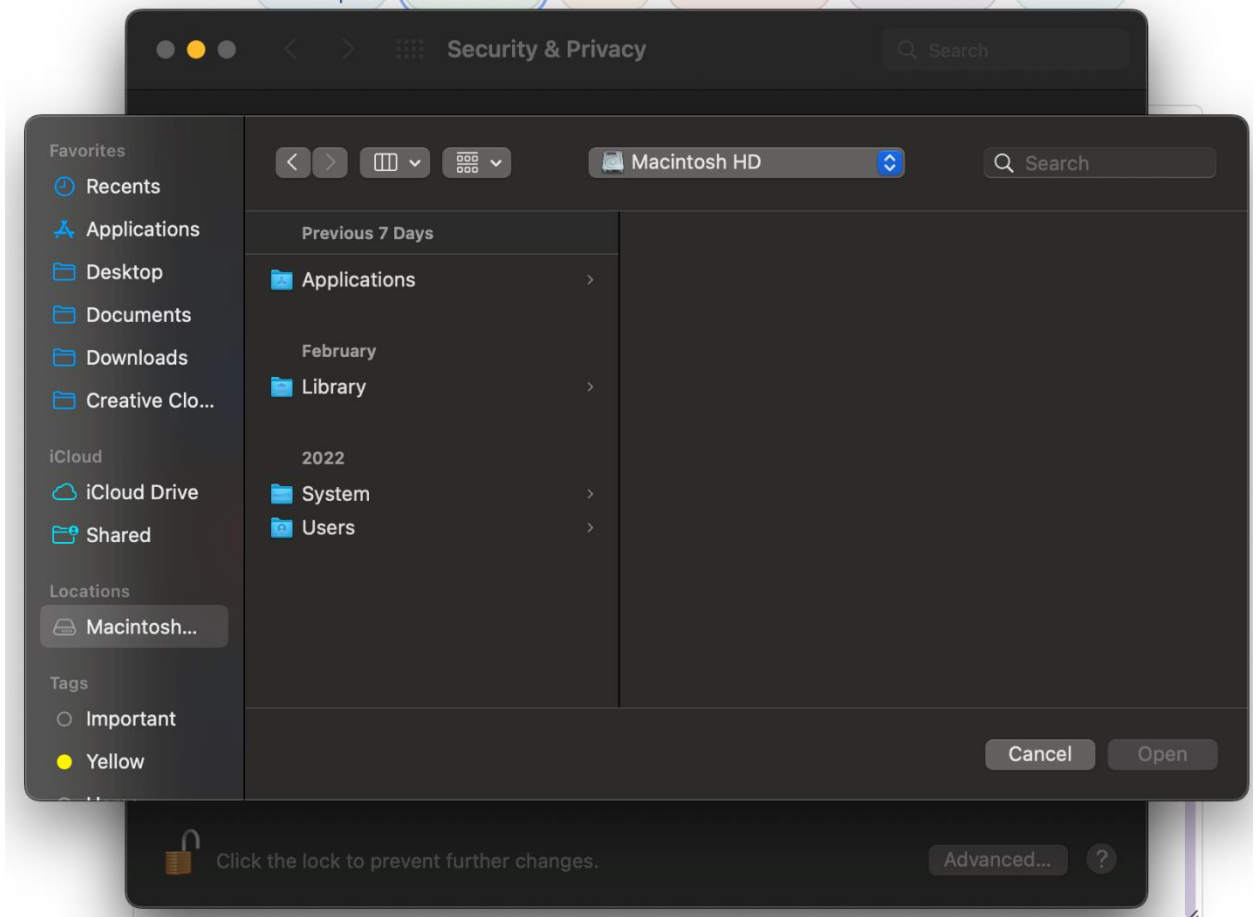 Security & Privacy
Search
Favorites
Recents
Applications
Desktop
Documents
Downloads
Creative Clo...
iCloud
iCloud Drive
Shared
Locations
Macintosh...
Tags
Important
Yellow
Macintosh HD
Search
Previous 7 Days
Applications
February
Library
2022
System
Users
Cancel
Open
Click the lock to prevent further changes.
Advanced...
?